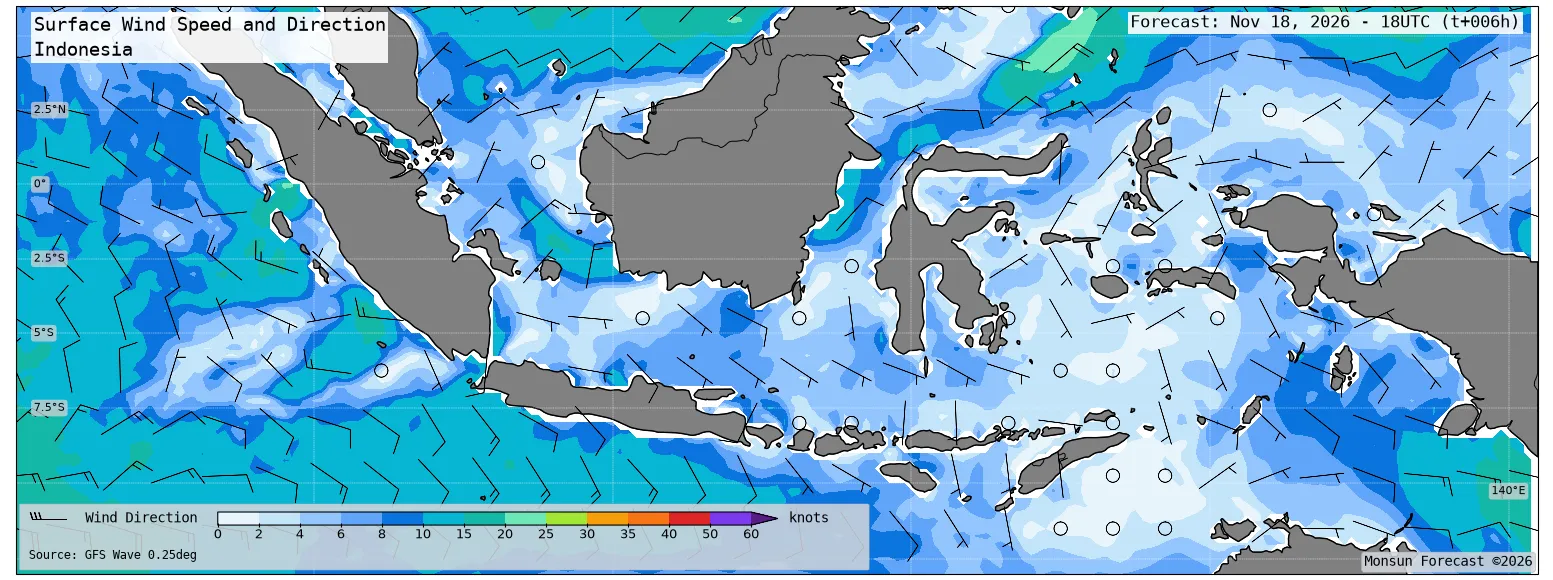 Surface Wind Speed and Direction
Indonesia
Forecast: Nov 18, 2026 - 18UTC (t+006h)
2.5°N
0°
2.5°S
5°S
7.5°S
140°E
Wind Direction
0 2 4 6 8 10 15 20 25 30 35 40 50 60
knots
Source: GFS Wave 0.25deg
Monsun Forecast ©2026